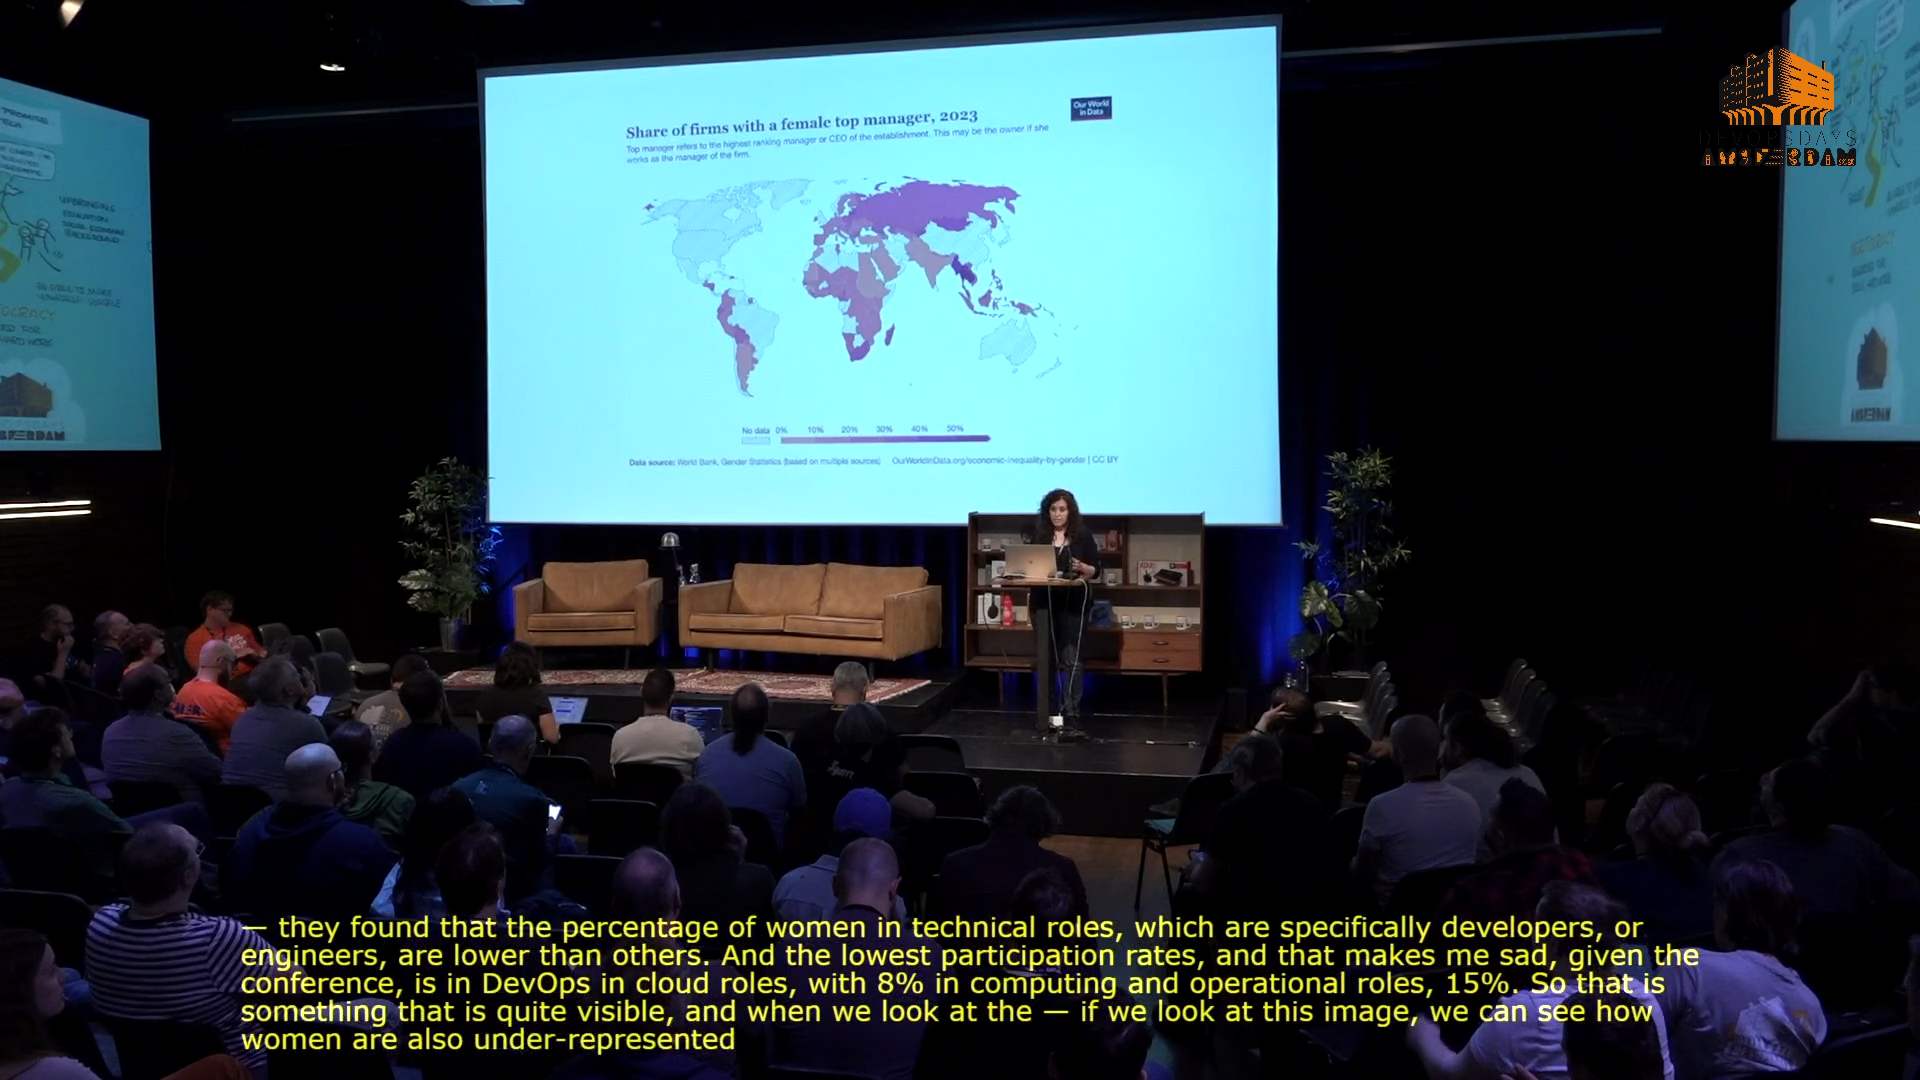 Share of firms with a female top manager, 2023
Our World
in Data
Top manager refers to the highest ranking manager or CEO of the establishment. This may be the owner if she
works as the manager of the firm.
No data 0% 10% 20% 30% 40% 50%
Data source: World Bank, Gender Statistics (based on multiple sources) OurWorldinData.org/economic-inequality-by-gender | CC BY
DEVOPSDAYS
AMSTERDAM
UPBRINGING
EDUCATION
HARD WORK
— they found that the percentage of women in technical roles, which are specifically developers, or
engineers, are lower than others. And the lowest participation rates, and that makes me sad, given the
conference, is in DevOps in cloud roles, with 8% in computing and operational roles, 15%. So that is
something that is quite visible, and when we look at the — if we look at this image, we can see how
women are also under-represented